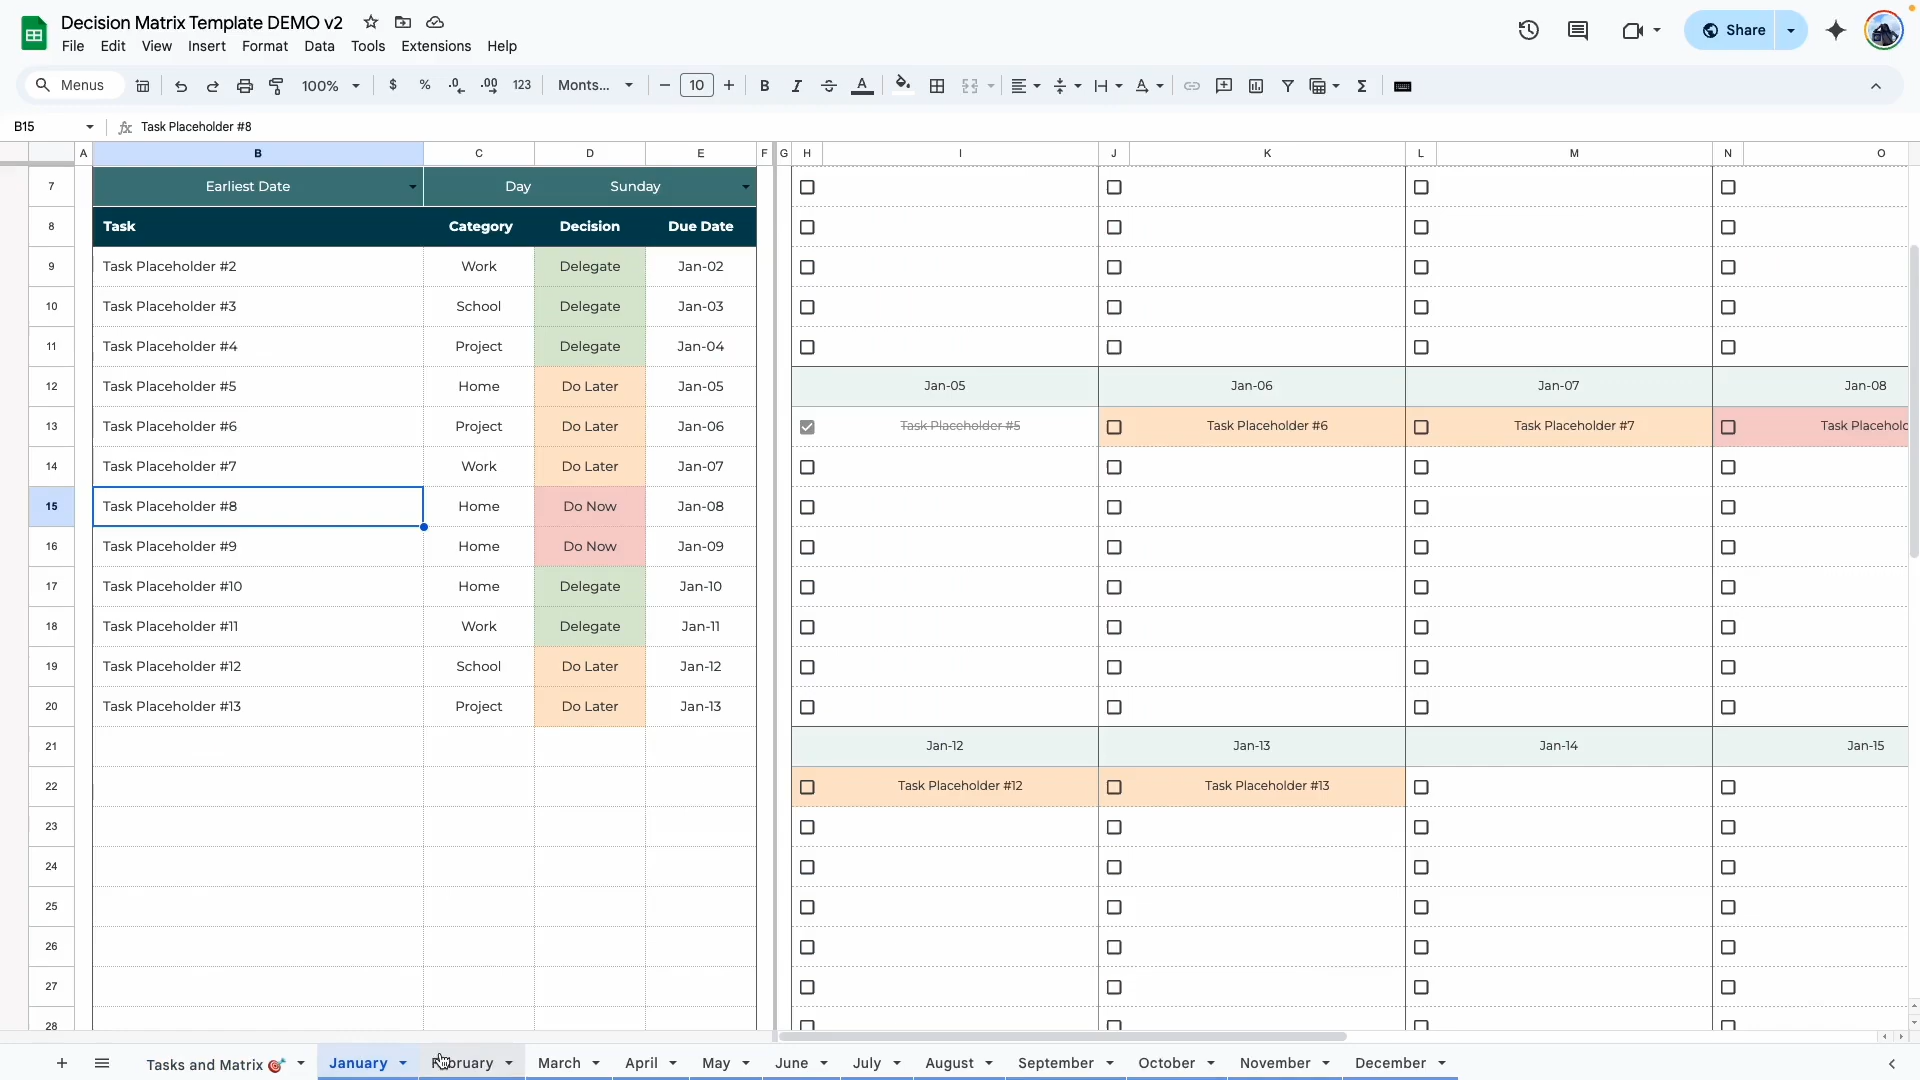 Decision Matrix Template DEMO v2
File Edit View Insert Format Data Tools Extensions Help
Share
Menus 100% $ % .0 .00 123 Monts... 10 B I A
B15 fx Task Placeholder #8
A B C D E F G H I J K L M N O
7 Earliest Date Day Sunday
8 Task Category Decision Due Date
9 Task Placeholder #2 Work Delegate Jan-02
10 Task Placeholder #3 School Delegate Jan-03
11 Task Placeholder #4 Project Delegate Jan-04
12 Task Placeholder #5 Home Do Later Jan-05 Jan-05 Jan-06 Jan-07 Jan-08
13 Task Placeholder #6 Project Do Later Jan-06 Task Placeholder #5 Task Placeholder #6 Task Placeholder #7 Task Placehol
14 Task Placeholder #7 Work Do Later Jan-07
15 Task Placeholder #8 Home Do Now Jan-08
16 Task Placeholder #9 Home Do Now Jan-09
17 Task Placeholder #10 Home Delegate Jan-10
18 Task Placeholder #11 Work Delegate Jan-11
19 Task Placeholder #12 School Do Later Jan-12
20 Task Placeholder #13 Project Do Later Jan-13
21 Jan-12 Jan-13 Jan-14 Jan-15
22 Task Placeholder #12 Task Placeholder #13
23
24
25
26
27
28
Tasks and Matrix January February March April May June July August September October November December